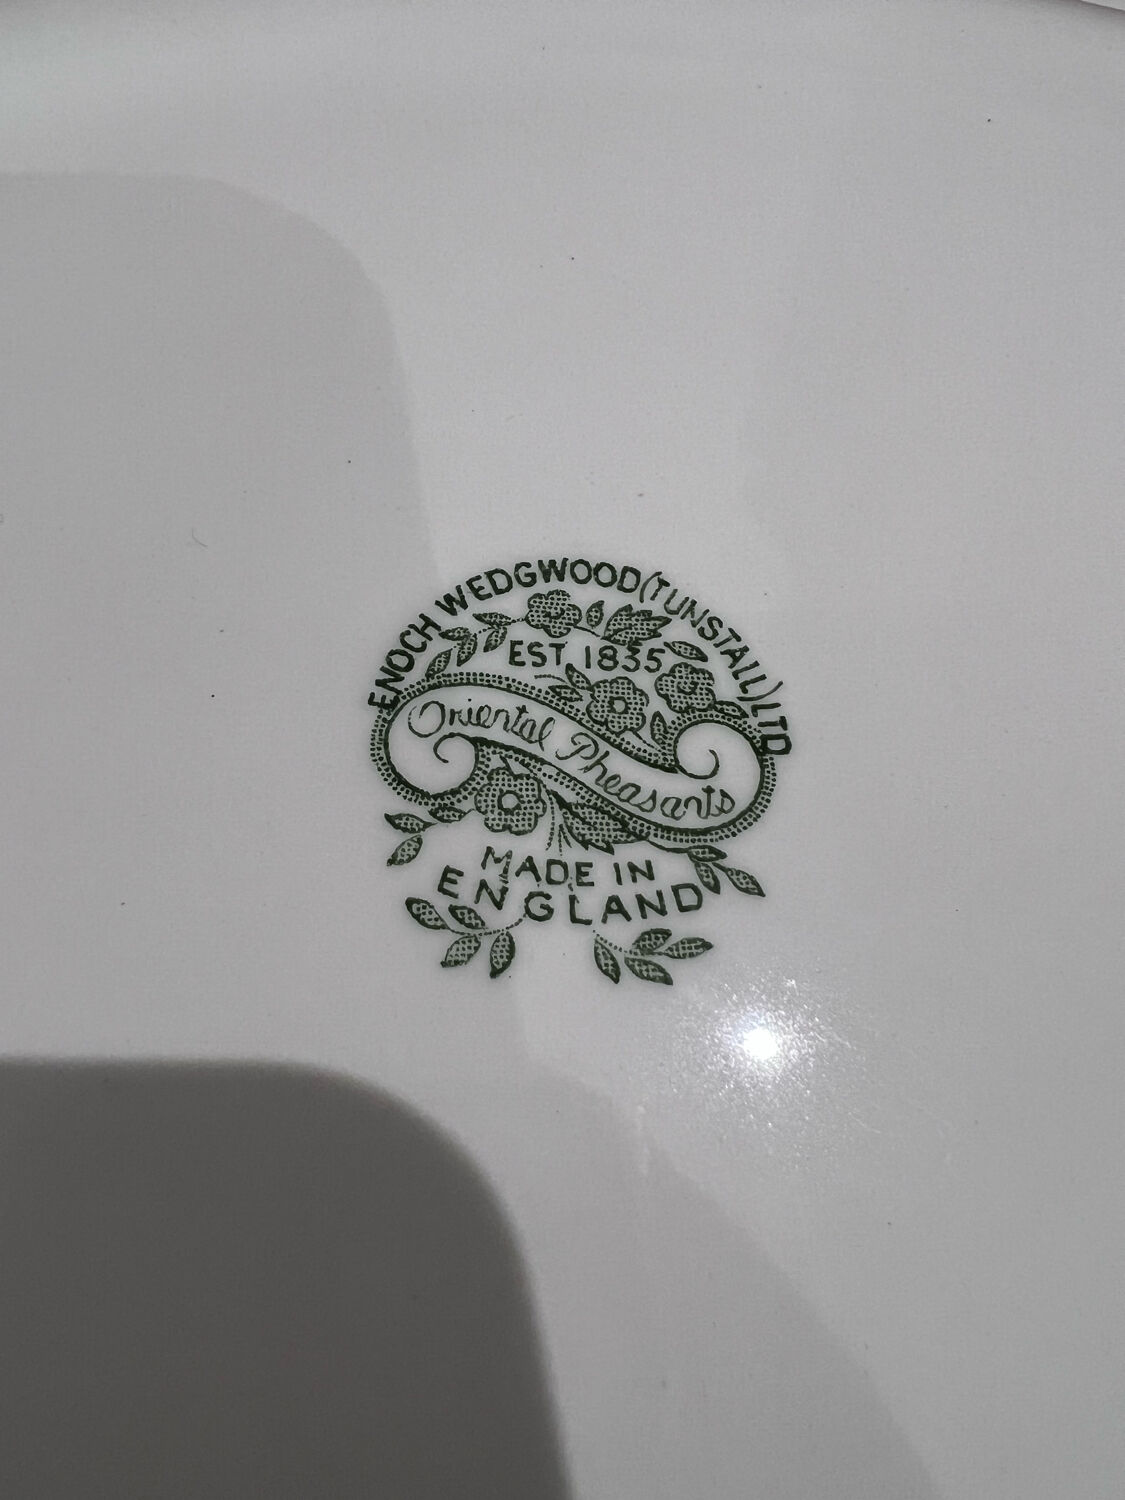 ENOCH WEDGWOOD (TUNSTALL) LTD
EST 1835
Oriental Pheasants
MADE IN
ENGLAND